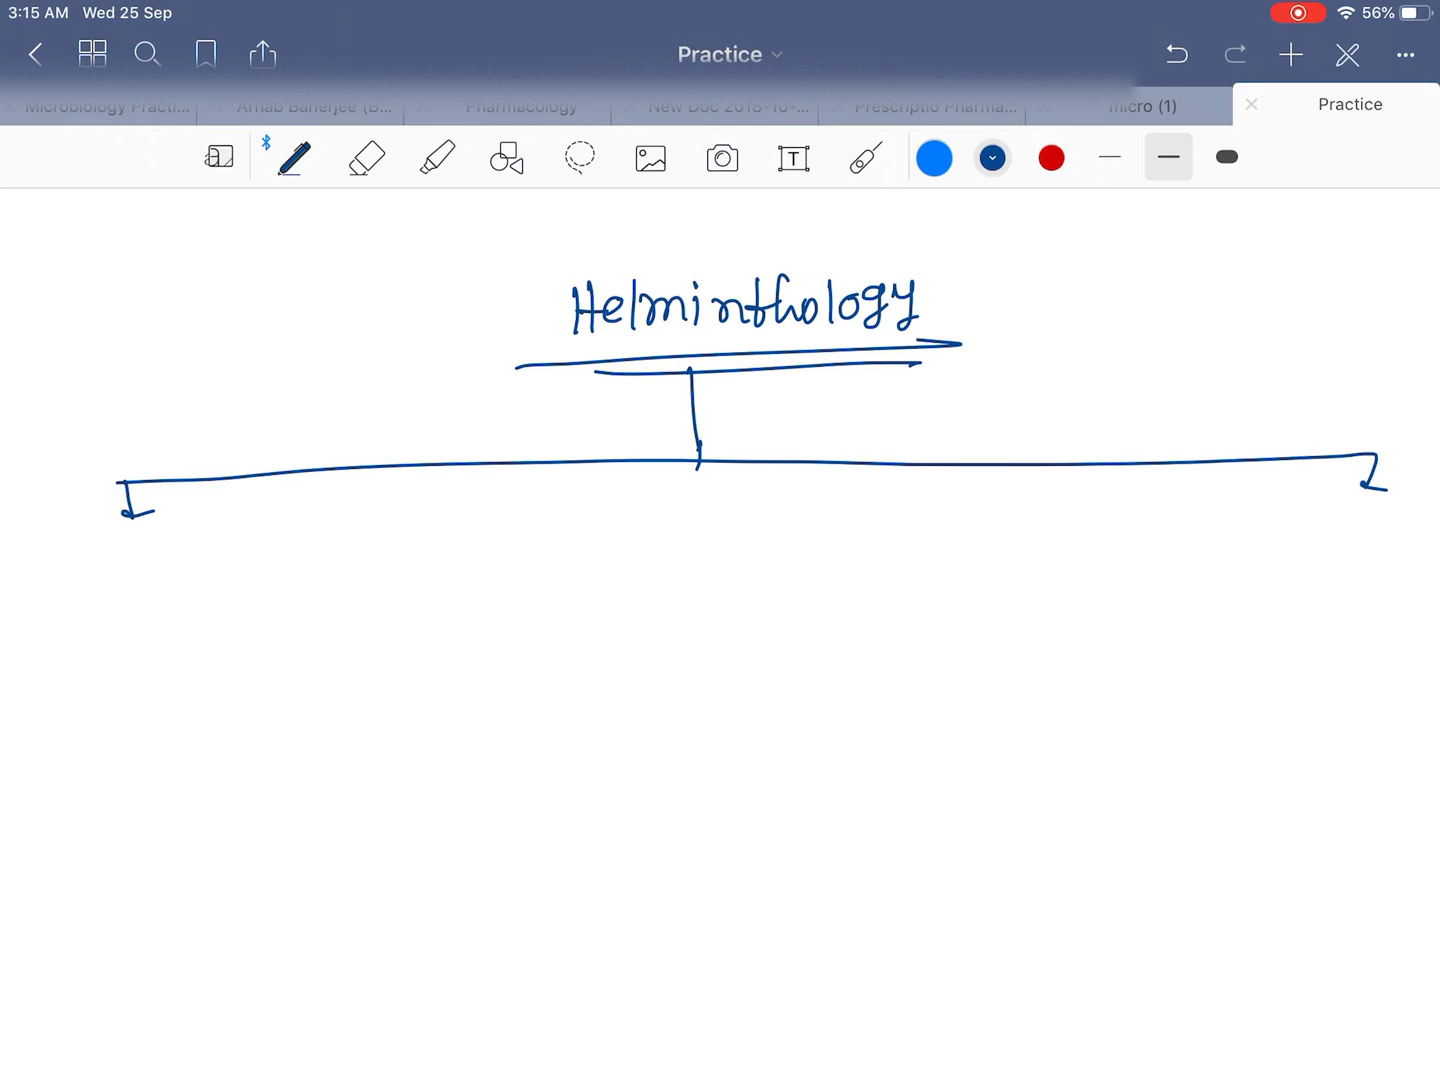 3:15 AM Wed 25 Sep 56%
Practice
Microbiology Practi... Arnab Banerjee (B... Pharmacology New Doc 2018-10-... Prescriptio Pharma... micro (1) Practice
Helminthology